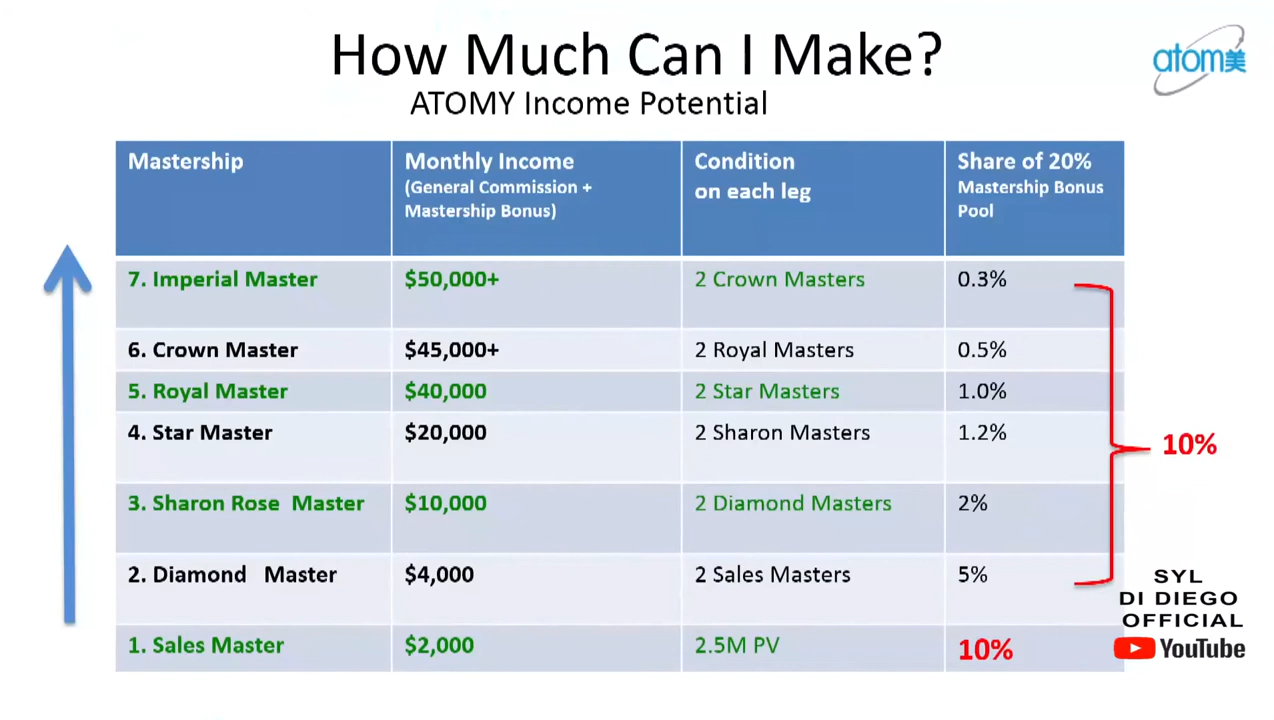 How Much Can I Make?
ATOMY Income Potential
atom美
Mastership
Monthly Income
(General Commission +
Mastership Bonus)
Condition
on each leg
Share of 20%
Mastership Bonus
Pool
7. Imperial Master $50,000+ 2 Crown Masters 0.3%
6. Crown Master $45,000+ 2 Royal Masters 0.5%
5. Royal Master $40,000 2 Star Masters 1.0%
4. Star Master $20,000 2 Sharon Masters 1.2%
10%
3. Sharon Rose Master $10,000 2 Diamond Masters 2%
2. Diamond Master $4,000 2 Sales Masters 5%
1. Sales Master $2,000 2.5M PV 10%
SYL
DI DIEGO
OFFICIAL
YouTube